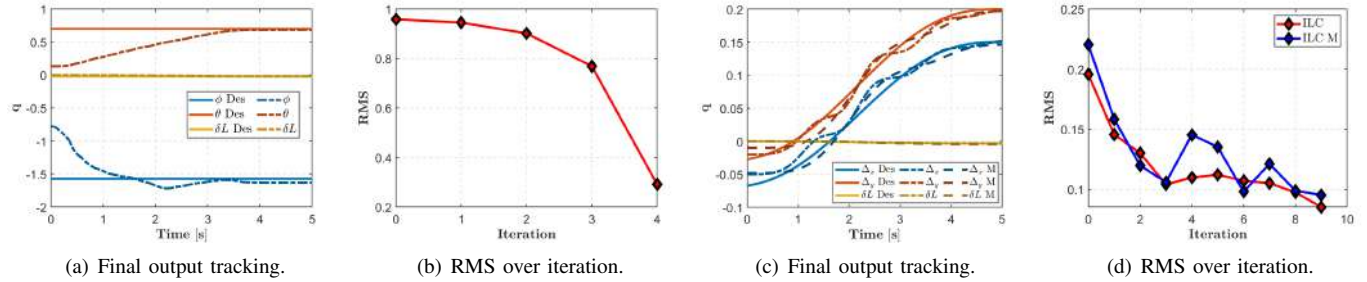 1
0.5
0
-0.5
-1
-1.5
-2
q
ϕ Des
ϕ
θ Des
θ
δL Des
δL
0 1 2 3 4 5
Time [s]
(a) Final output tracking.
1
0.8
0.6
0.4
0.2
RMS
0 1 2 3 4
Iteration
(b) RMS over iteration.
0.2
0.15
0.1
0.05
0
-0.05
-0.1
q
Δx Des
Δx
Δx M
Δy Des
Δy
Δy M
δL Des
δL
δL M
0 1 2 3 4 5
Time [s]
(c) Final output tracking.
0.25
0.2
0.15
0.1
RMS
ILC
ILC M
0 2 4 6 8 10
Iteration
(d) RMS over iteration.